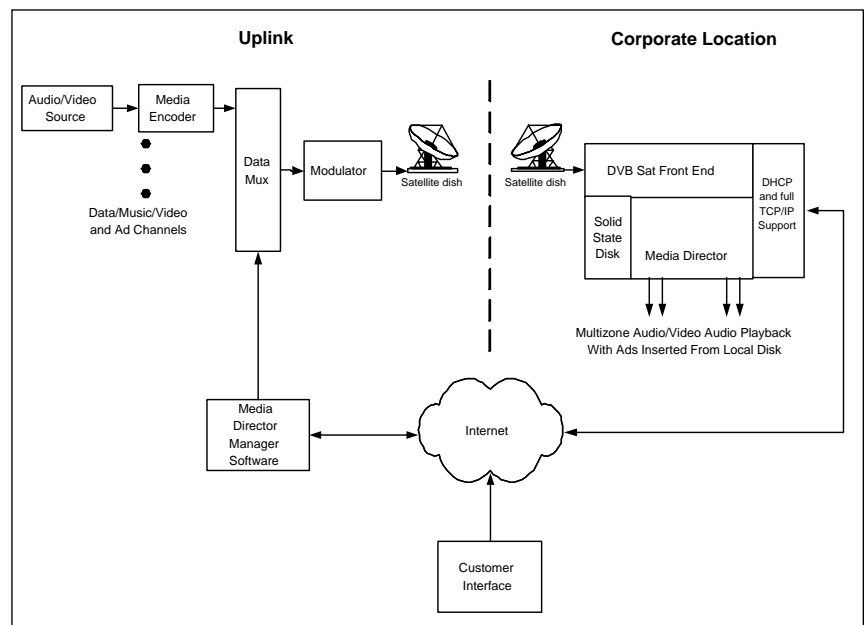 Uplink
Corporate Location
Audio/Video
Source
Media
Encoder
Data
Mux
Modulator
Satellite dish
Satellite dish
DVB Sat Front End
DHCP
and full
TCP/IP
Support
Solid
State
Disk
Media Director
Data/Music/Video
and Ad Channels
Multizone Audio/Video Audio Playback
With Ads Inserted From Local Disk
Media
Director
Manager
Software
Internet
Customer
Interface